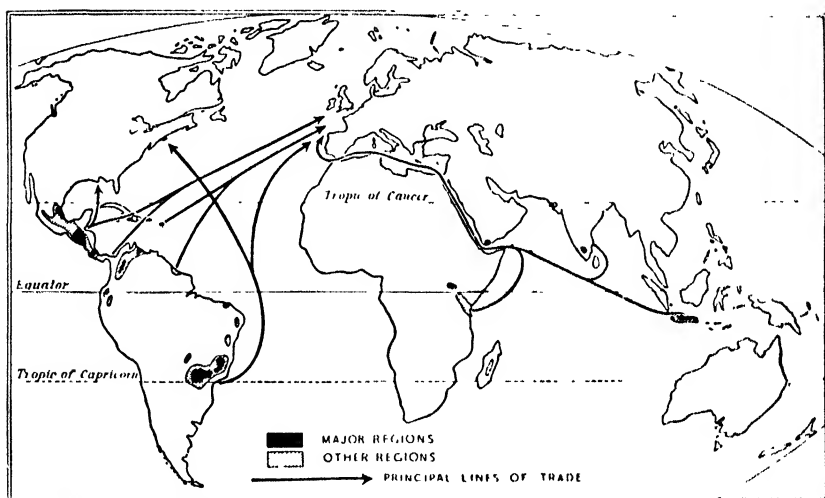 Tropic of Cancer
Equator
Tropic of Capricorn
MAJOR REGIONS
OTHER REGIONS
PRINCIPAL LINES OF TRADE